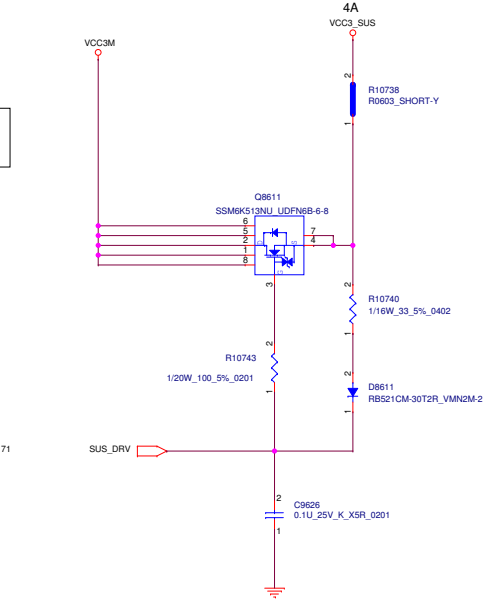 4A
VCC3_SUS
VCC3M
2
R10738
R0603_SHORT-Y
1
Q8611
SSM6K513NU_UDFN6B-6-8
6
5
2
1
8
7
4
D
S
G
3
2
R10740
1/16W_33_5%_0402
1
2
R10743
1/20W_100_5%_0201
1
2
D8611
RB521CM-30T2R_VMN2M-2
1
71
SUS_DRV
2
C9626
0.1U_25V_K_X5R_0201
1